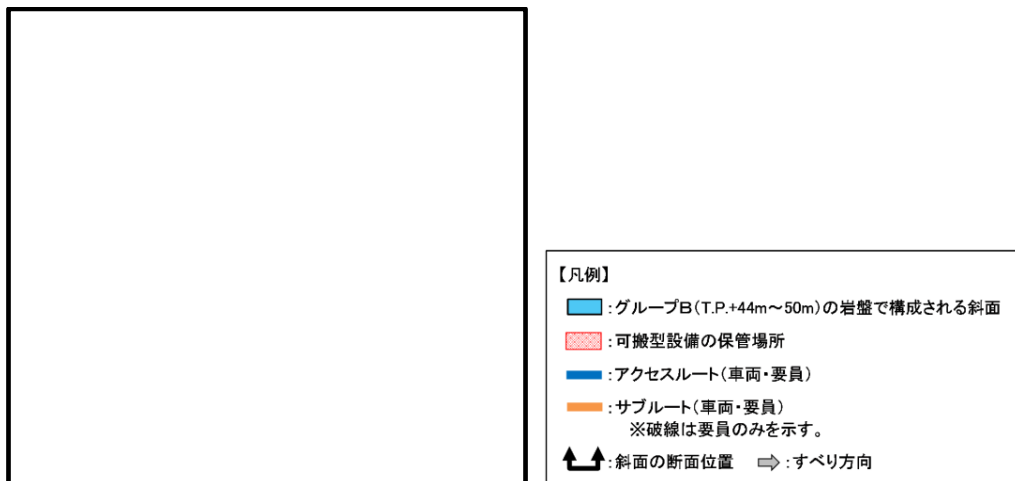 【凡例】
:グループB(T.P.+44m～50m)の岩盤で構成される斜面
:可搬型設備の保管場所
:アクセスルート(車両・要員)
:サブルート(車両・要員)
※破線は要員のみを示す。
:斜面の断面位置 :すべり方向